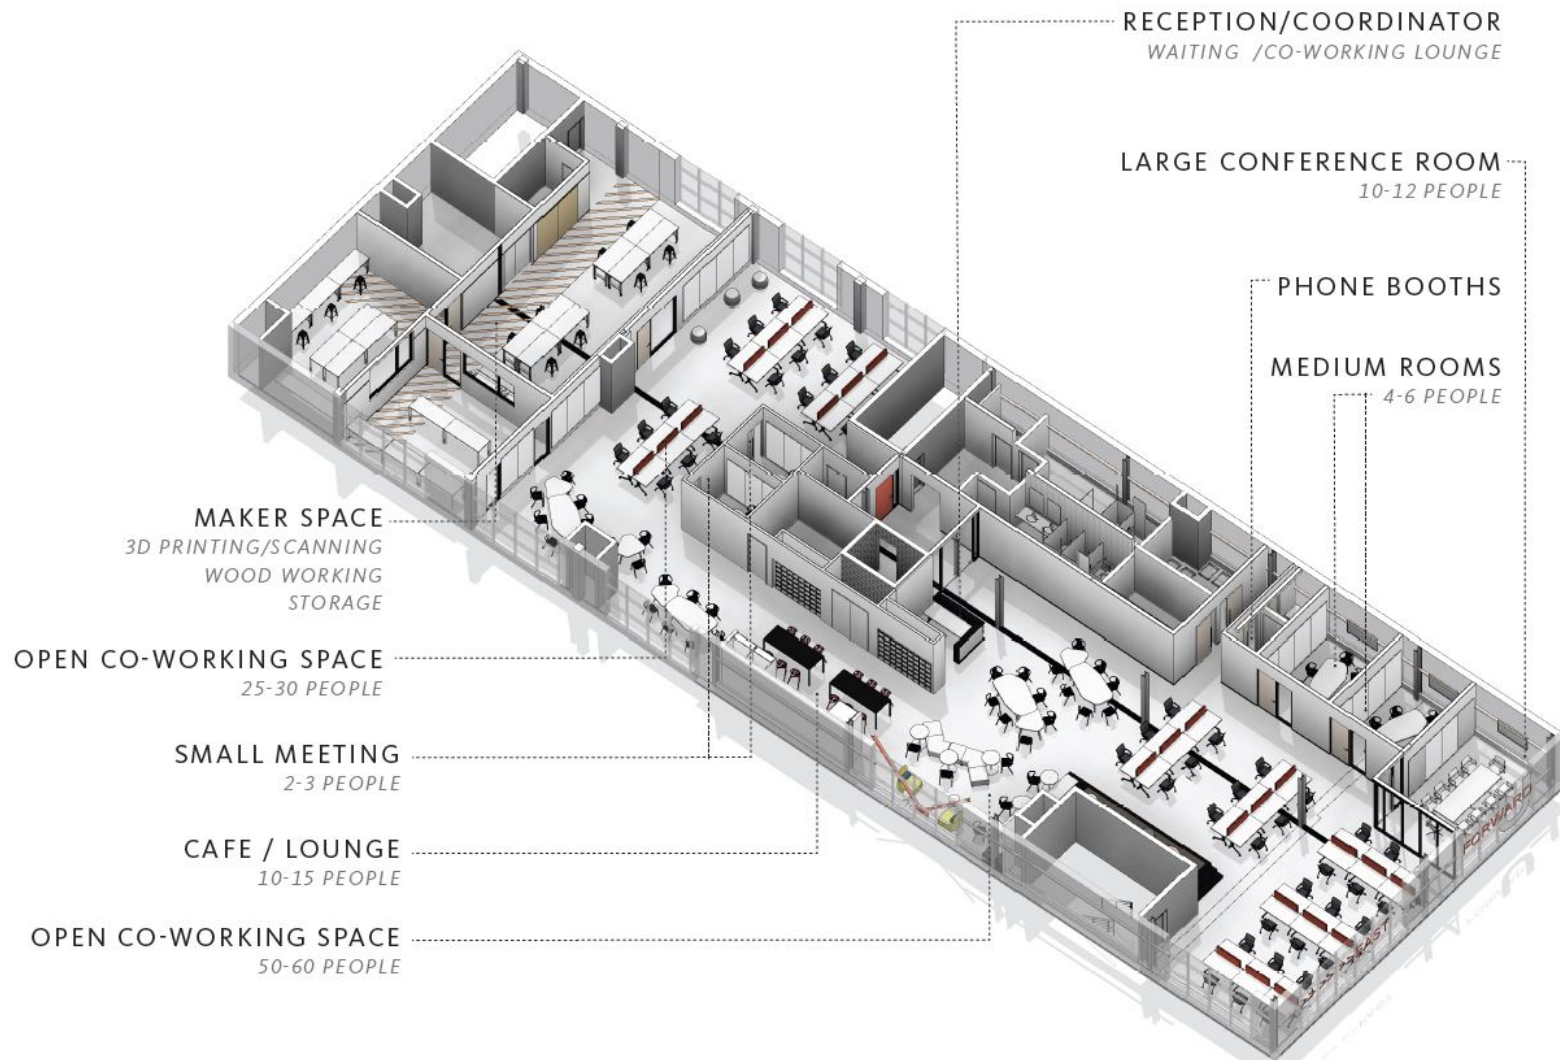 RECEPTION/COORDINATOR
WAITING /CO-WORKING LOUNGE
LARGE CONFERENCE ROOM
10-12 PEOPLE
PHONE BOOTHS
MEDIUM ROOMS
4-6 PEOPLE
MAKER SPACE
3D PRINTING/SCANNING
WOOD WORKING
STORAGE
OPEN CO-WORKING SPACE
25-30 PEOPLE
SMALL MEETING
2-3 PEOPLE
CAFE / LOUNGE
10-15 PEOPLE
OPEN CO-WORKING SPACE
50-60 PEOPLE
FORWARD
EAST